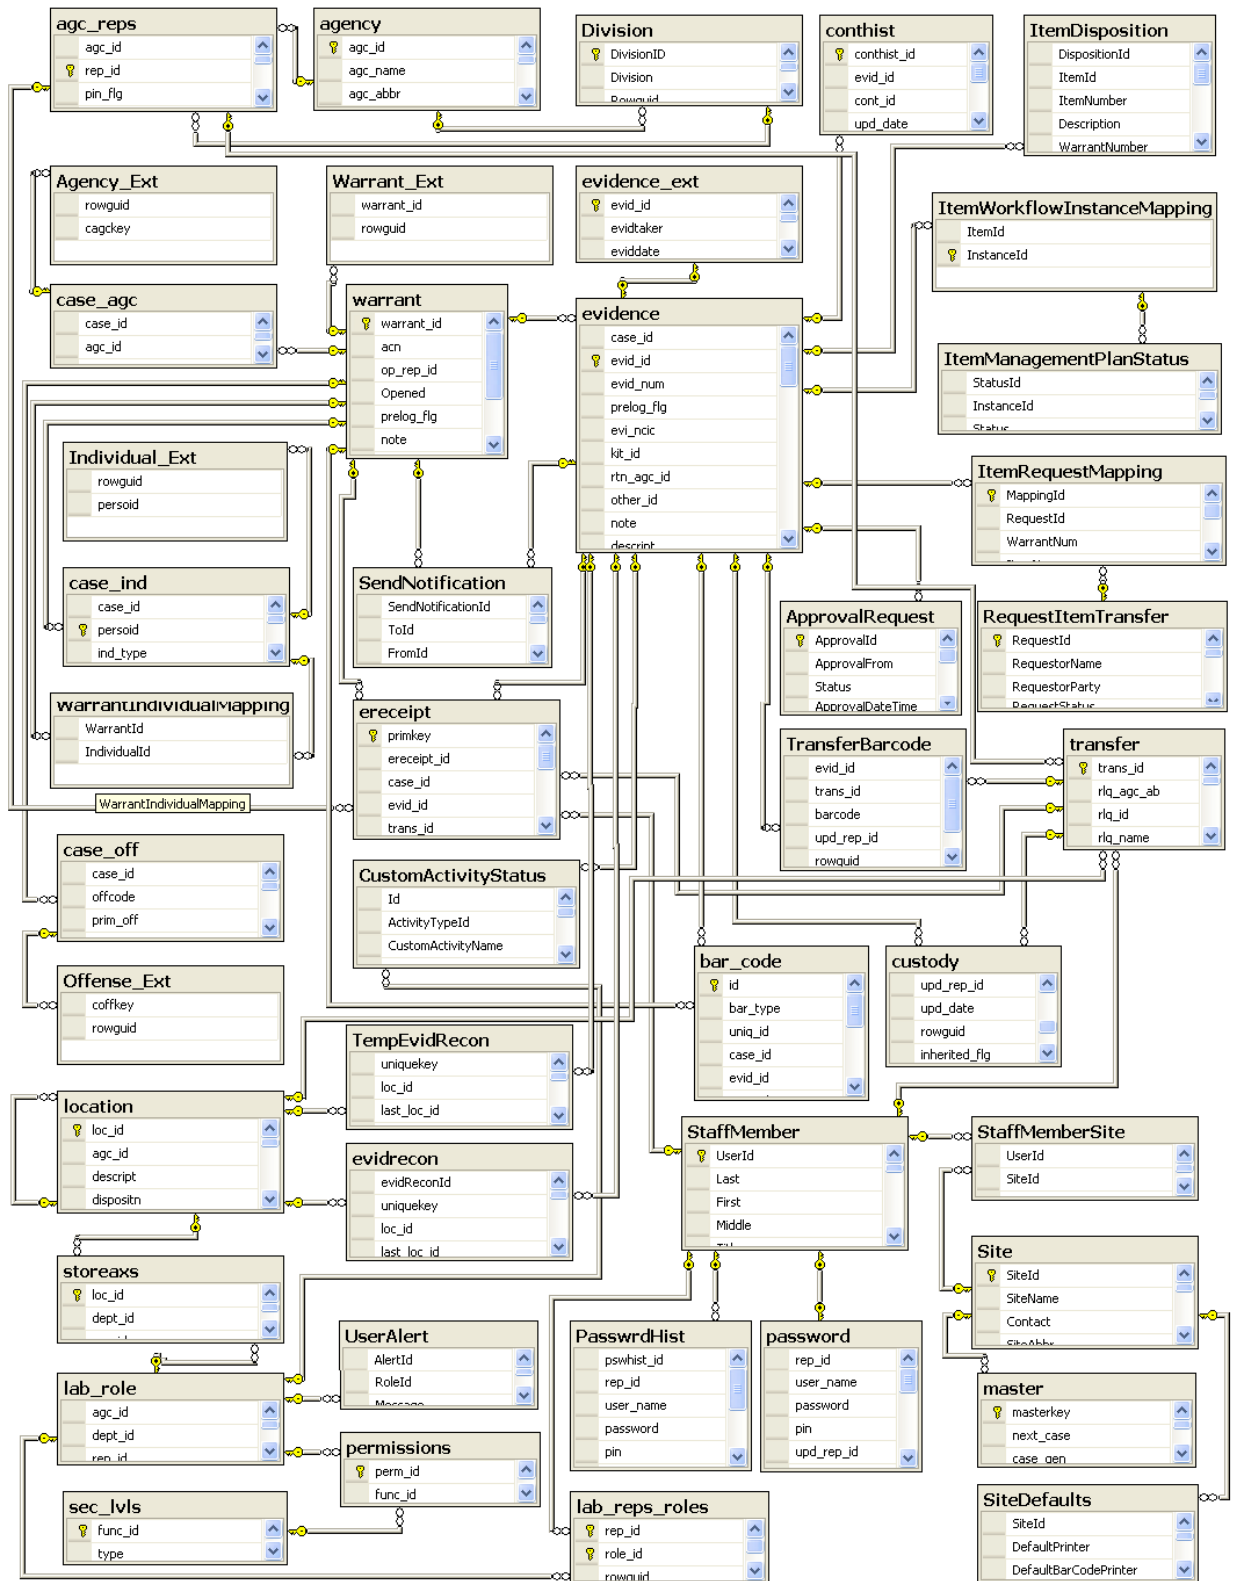 agc_reps
agc_id
rep_id
pin_flg
agency
agc_id
agc_name
agc_abbr
Division
DivisionID
Division
Rowguid
conthist
conthist_id
evid_id
cont_id
upd_date
ItemDisposition
DispositionId
ItemId
ItemNumber
Description
WarrantNumber
Agency_Ext
rowguid
cagckey
Warrant_Ext
warrant_id
rowguid
evidence_ext
evid_id
evidtaker
eviddate
ItemWorkflowInstanceMapping
ItemId
InstanceId
case_agc
case_id
agc_id
warrant
warrant_id
acn
op_rep_id
Opened
prelog_flg
note
evidence
case_id
evid_id
evid_num
prelog_flg
evi_ncic
kit_id
rtn_agc_id
other_id
note
descript
ItemManagementPlanStatus
StatusId
InstanceId
Status
Individual_Ext
rowguid
persoid
ItemRequestMapping
MappingId
RequestId
WarrantNum
case_ind
case_id
persoid
ind_type
SendNotification
SendNotificationId
ToId
FromId
ApprovalRequest
ApprovalId
ApprovalFrom
Status
ApprovalDateTime
RequestItemTransfer
RequestId
RequestorName
RequestorParty
RequestStatus
WarrantIndividualMapping
WarrantId
IndividualId
WarrantIndividualMapping
ereceipt
primkey
ereceipt_id
case_id
evid_id
trans_id
TransferBarcode
evid_id
trans_id
barcode
upd_rep_id
rowguid
transfer
trans_id
rlq_agc_ab
rlq_id
rlq_name
case_off
case_id
offcode
prim_off
CustomActivityStatus
Id
ActivityTypeId
CustomActivityName
bar_code
id
bar_type
uniq_id
case_id
evid_id
custody
upd_rep_id
upd_date
rowguid
inherited_flg
Offense_Ext
coffkey
rowguid
TempEvidRecon
uniquekey
loc_id
last_loc_id
location
loc_id
agc_id
descript
dispositn
evidrecon
evidReconId
uniquekey
loc_id
last_loc_id
StaffMember
UserId
Last
First
Middle
StaffMemberSite
UserId
SiteId
storeaxs
loc_id
dept_id
Site
SiteId
SiteName
Contact
SiteAbbr
UserAlert
AlertId
RoleId
Message
PasswrdHist
pswhist_id
rep_id
user_name
password
pin
password
rep_id
user_name
password
pin
upd_rep_id
lab_role
agc_id
dept_id
rep_id
master
masterkey
next_case
case_gen
permissions
perm_id
func_id
sec_lvls
func_id
type
lab_reps_roles
rep_id
role_id
rowguid
SiteDefaults
SiteId
DefaultPrinter
DefaultBarCodePrinter